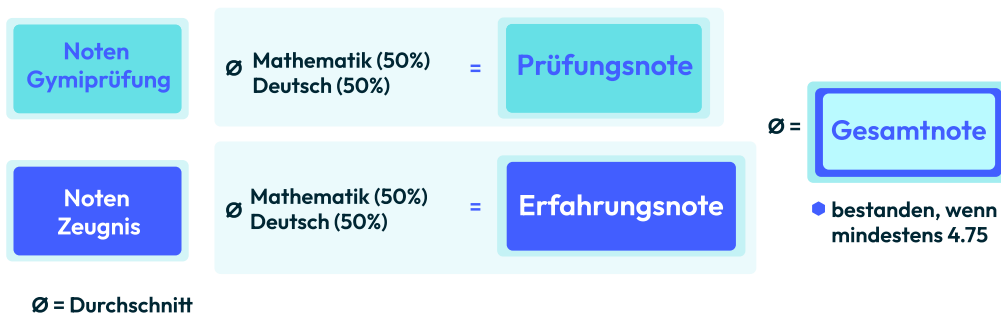 Noten
Gymiprüfung
Ø Mathematik (50%)
Deutsch (50%)
=
Prüfungsnote
Noten
Zeugnis
Ø Mathematik (50%)
Deutsch (50%)
=
Erfahrungsnote
Ø =
Gesamtnote
bestanden, wenn
mindestens 4.75
Ø = Durchschnitt